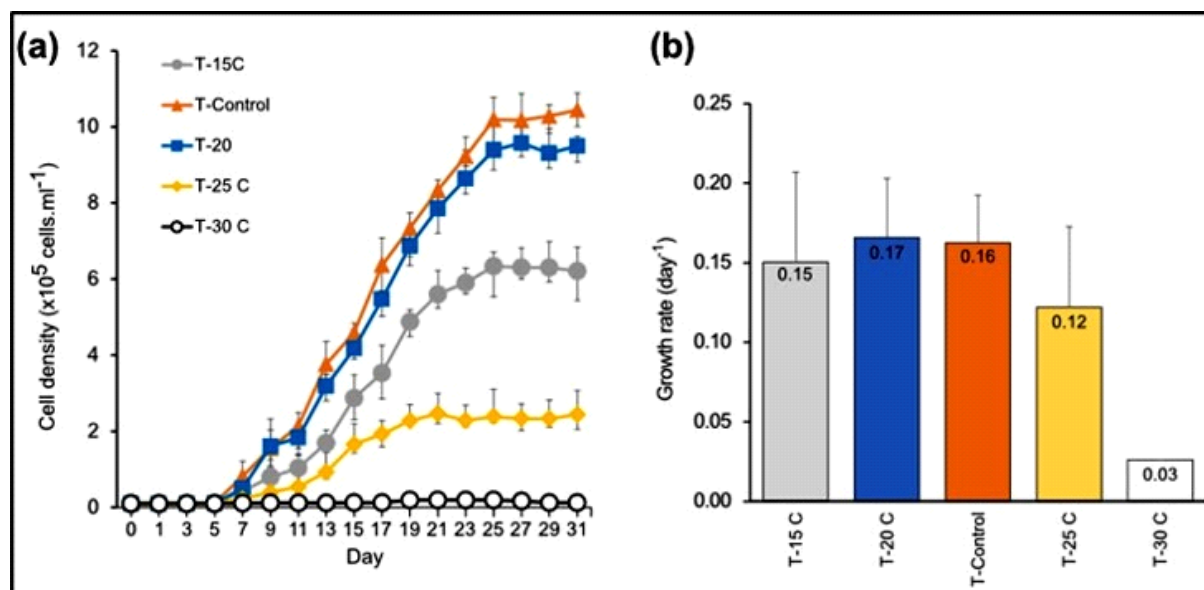 (a)
Cell density (x10⁵ cells.ml⁻¹)
12
10
8
6
4
2
0
T-15C
T-Control
T-20
T-25 C
T-30 C
0 1 3 5 7 9 11 13 15 17 19 21 23 25 27 29 31
Day
(b)
Growth rate (day⁻¹)
0.25
0.20
0.15
0.10
0.05
0.00
0.15
0.17
0.16
0.12
0.03
T-15 C
T-20 C
T-Control
T-25 C
T-30 C